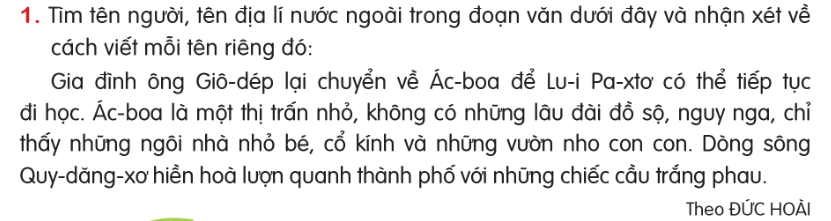 1. Tìm tên người, tên địa lí nước ngoài trong đoạn văn dưới đây và nhận xét về
cách viết mỗi tên riêng đó:
Gia đình ông Giô-dép lại chuyển về Ác-boa để Lu-i Pa-xtơ có thể tiếp tục
đi học. Ác-boa là một thị trấn nhỏ, không có những lâu đài đồ sộ, nguy nga, chỉ
thấy những ngôi nhà nhỏ bé, cổ kính và những vườn nho con con. Dòng sông
Quy-dăng-xơ hiền hoà lượn quanh thành phố với những chiếc cầu trắng phau.
Theo ĐỨC HOÀI